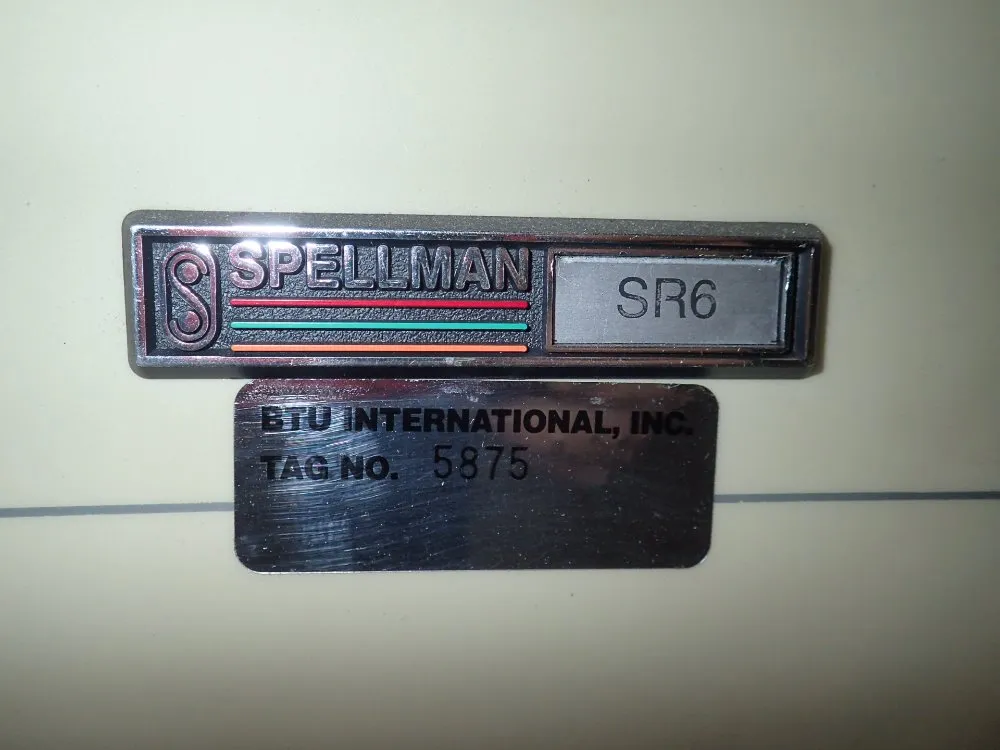 SPELLMAN
SR6
BTU INTERNATIONAL, INC.
TAG NO. 5875